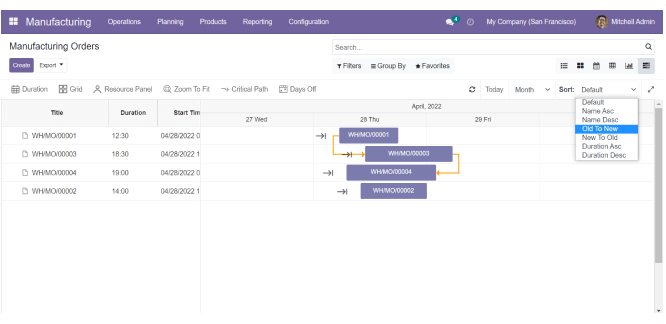 Manufacturing Operations Planning Products Reporting Configuration 4 My Company (San Francisco) Mitchell Admin
Manufacturing Orders
Search...
Create Export
Filters Group By Favorites
Duration Grid Resource Panel Zoom To Fit Critical Path Days Off Today Month Sort: Default
Default
Name Asc
Name Desc
Old To New
New To Old
Duration Asc
Duration Desc
Title Duration Start Tim
April, 2022
27 Wed 28 Thu 29 Fri
WH/MO/00001 12:30 04/28/2022 0 WH/MO/00001
WH/MO/00003 18:30 04/28/2022 1 WH/MO/00003
WH/MO/00004 19:00 04/28/2022 0 WH/MO/00004
WH/MO/00002 14:00 04/28/2022 1 WH/MO/00002